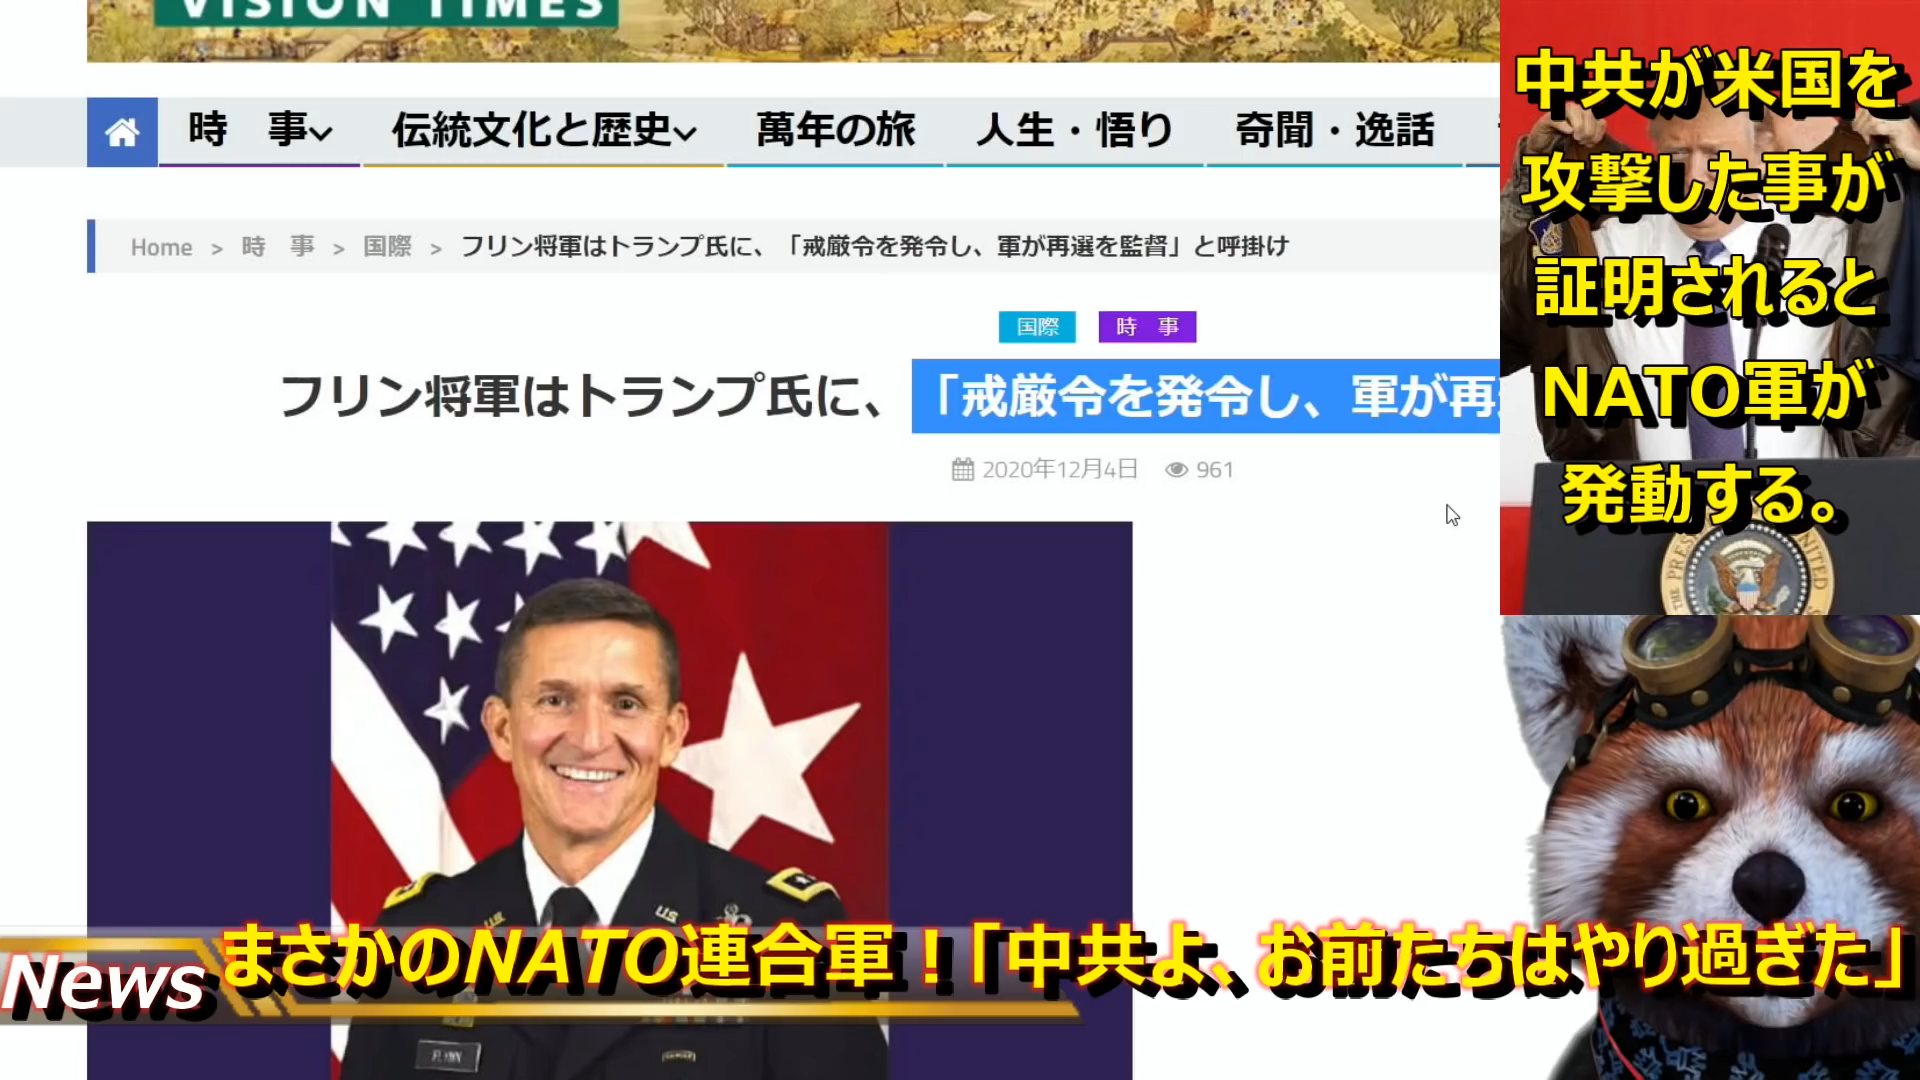 VISION TIMES
時　事
伝統文化と歴史
萬年の旅
人生・悟り
奇聞・逸話
Home > 時　事 > 国際 > フリン将軍はトランプ氏に、「戒厳令を発令し、軍が再選を監督」と呼掛け
国際
時　事
フリン将軍はトランプ氏に、「戒厳令を発令し、軍が再
2020年12月4日
961
中共が米国を
攻撃した事が
証明されると
NATO軍が
発動する。
U.S.
U.S.
FLYNN
News
まさかのNATO連合軍！「中共よ、お前たちはやり過ぎた」